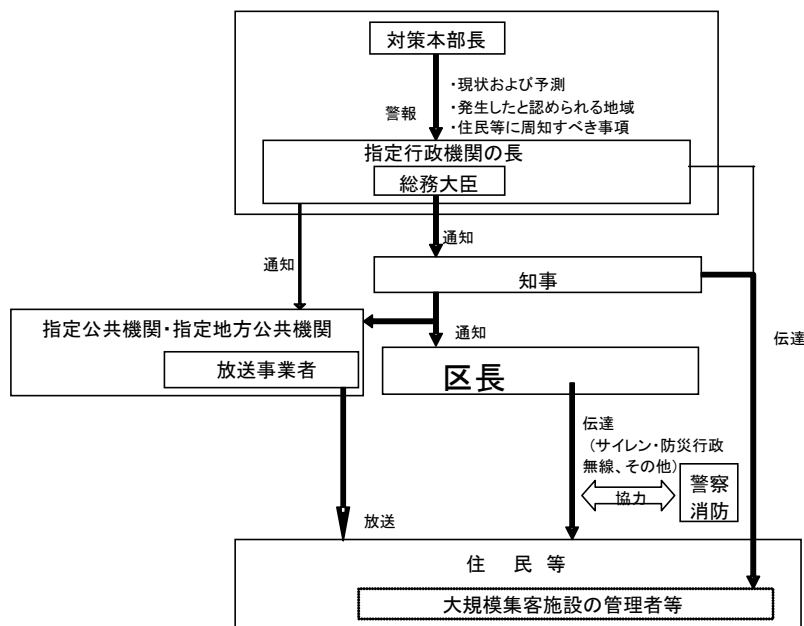 対策本部長
・現状および予測
・発生したと認められる地域
・住民等に周知すべき事項
警報
指定行政機関の長
総務大臣
通知
通知
知事
指定公共機関・指定地方公共機関
放送事業者
通知
区長
伝達
伝達
（サイレン・防災行政
無線、その他）
協力
警察
消防
放送
住　民　等
大規模集客施設の管理者等